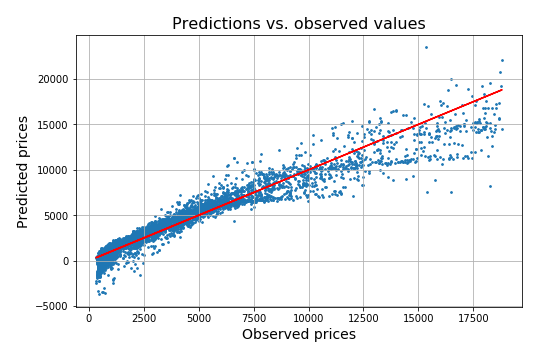 Predictions vs. observed values
Predicted prices
20000
15000
10000
5000
0
−5000
0 2500 5000 7500 10000 12500 15000 17500
Observed prices